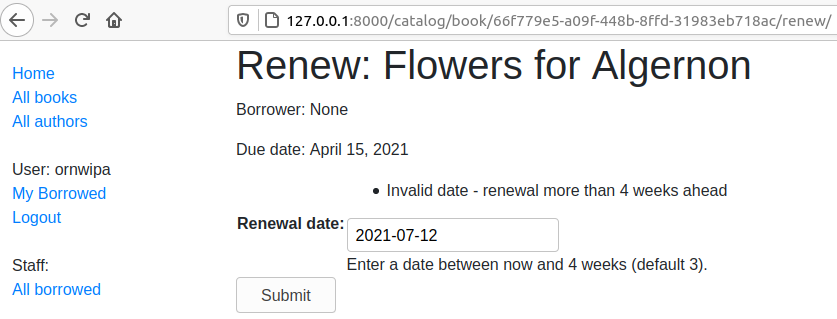 127.0.0.1:8000/catalog/book/66f779e5-a09f-448b-8ffd-31983eb718ac/renew/
Home
All books
All authors
User: ornwipa
My Borrowed
Logout
Staff:
All borrowed
Renew: Flowers for Algernon
Borrower: None
Due date: April 15, 2021
• Invalid date - renewal more than 4 weeks ahead
Renewal date: 2021-07-12
Enter a date between now and 4 weeks (default 3).
Submit